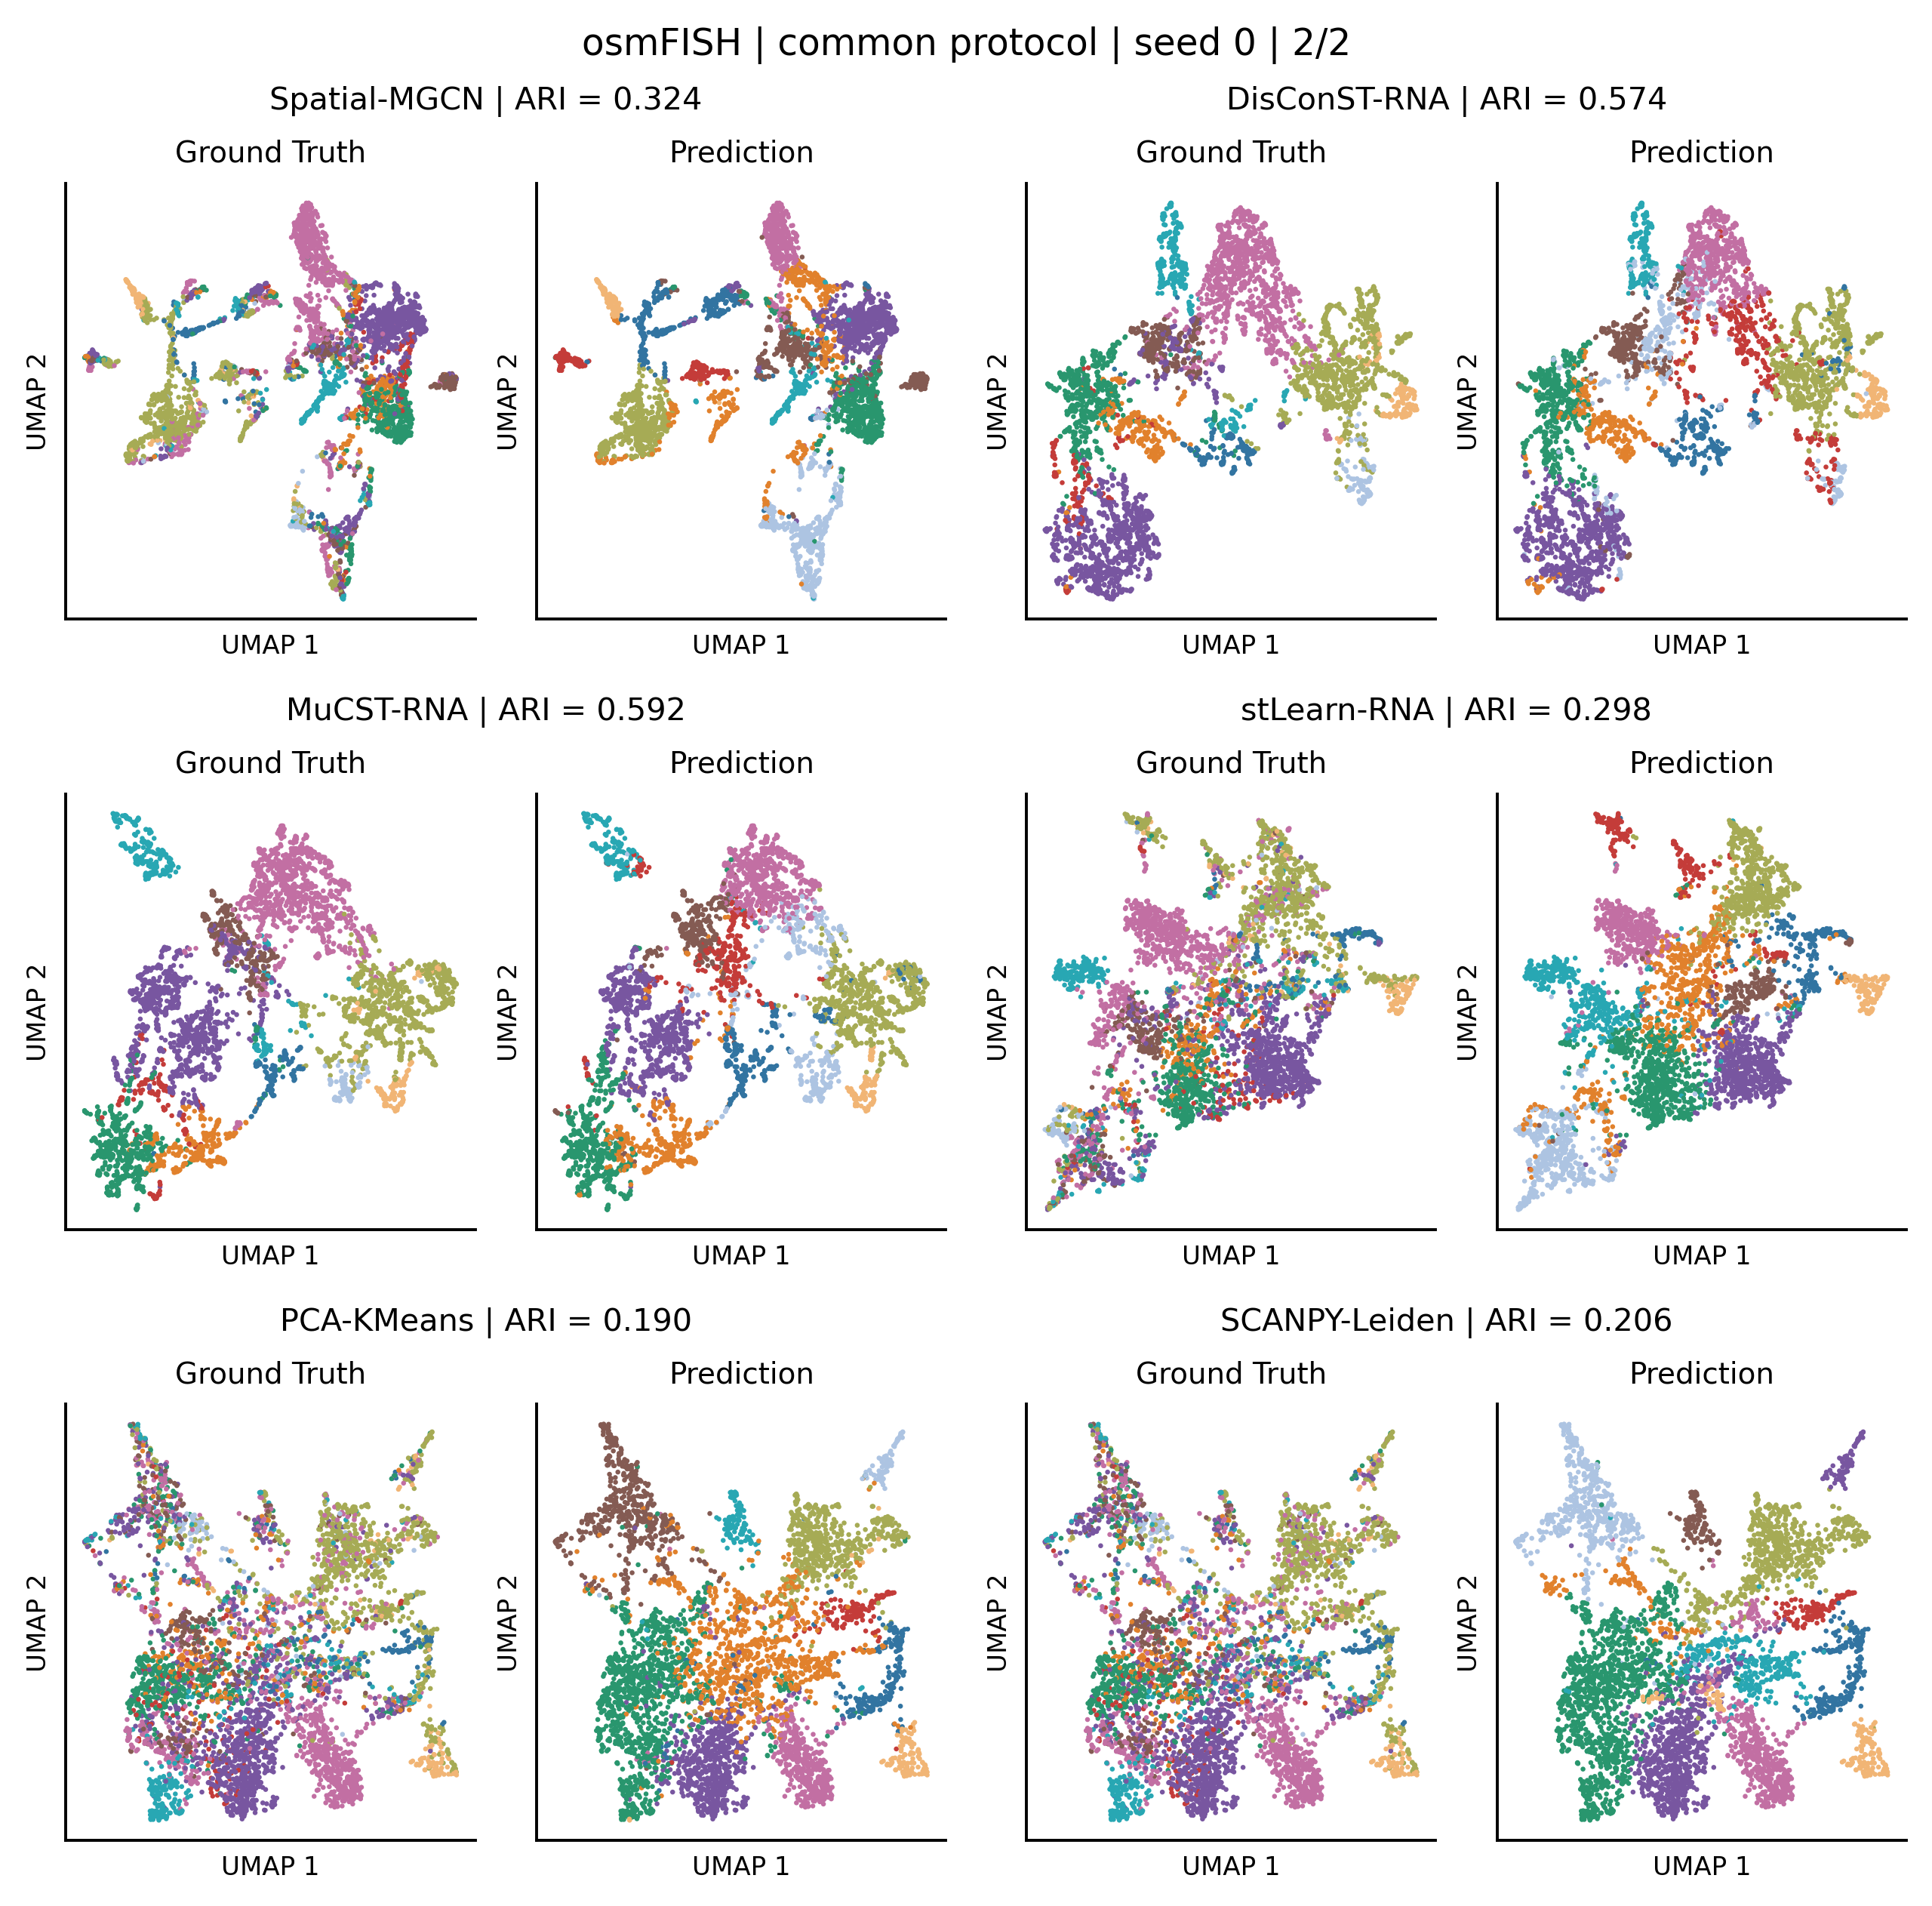 osmFISH | common protocol | seed 0 | 2/2
Spatial-MGCN | ARI = 0.324
DisConST-RNA | ARI = 0.574
Ground Truth
Prediction
Ground Truth
Prediction
UMAP 2
UMAP 2
UMAP 2
UMAP 2
UMAP 1
UMAP 1
UMAP 1
UMAP 1
MuCST-RNA | ARI = 0.592
stLearn-RNA | ARI = 0.298
Ground Truth
Prediction
Ground Truth
Prediction
UMAP 2
UMAP 2
UMAP 2
UMAP 2
UMAP 1
UMAP 1
UMAP 1
UMAP 1
PCA-KMeans | ARI = 0.190
SCANPY-Leiden | ARI = 0.206
Ground Truth
Prediction
Ground Truth
Prediction
UMAP 2
UMAP 2
UMAP 2
UMAP 2
UMAP 1
UMAP 1
UMAP 1
UMAP 1